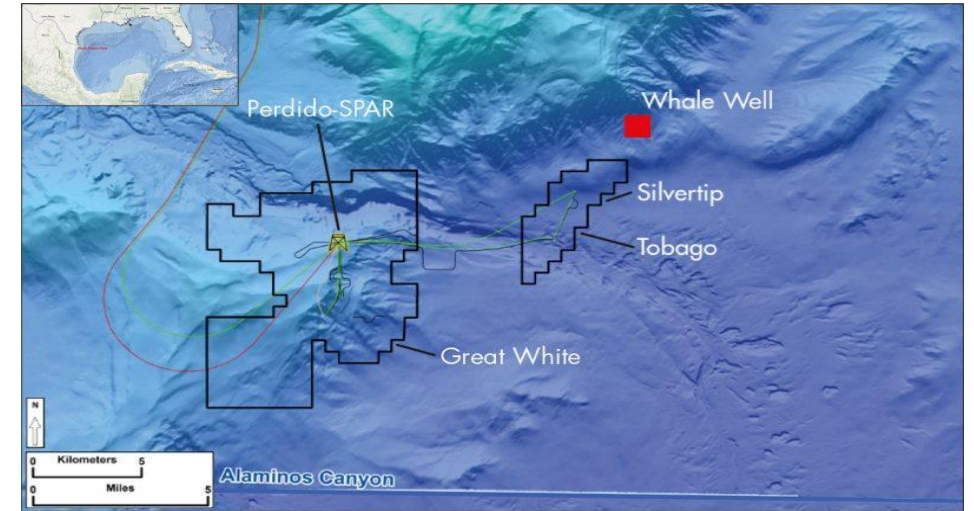 Whale Well
Perdido-SPAR
Silvertip
Tobago
Great White
N
0 Kilometers 5
0 Miles 5
Alaminos Canyon